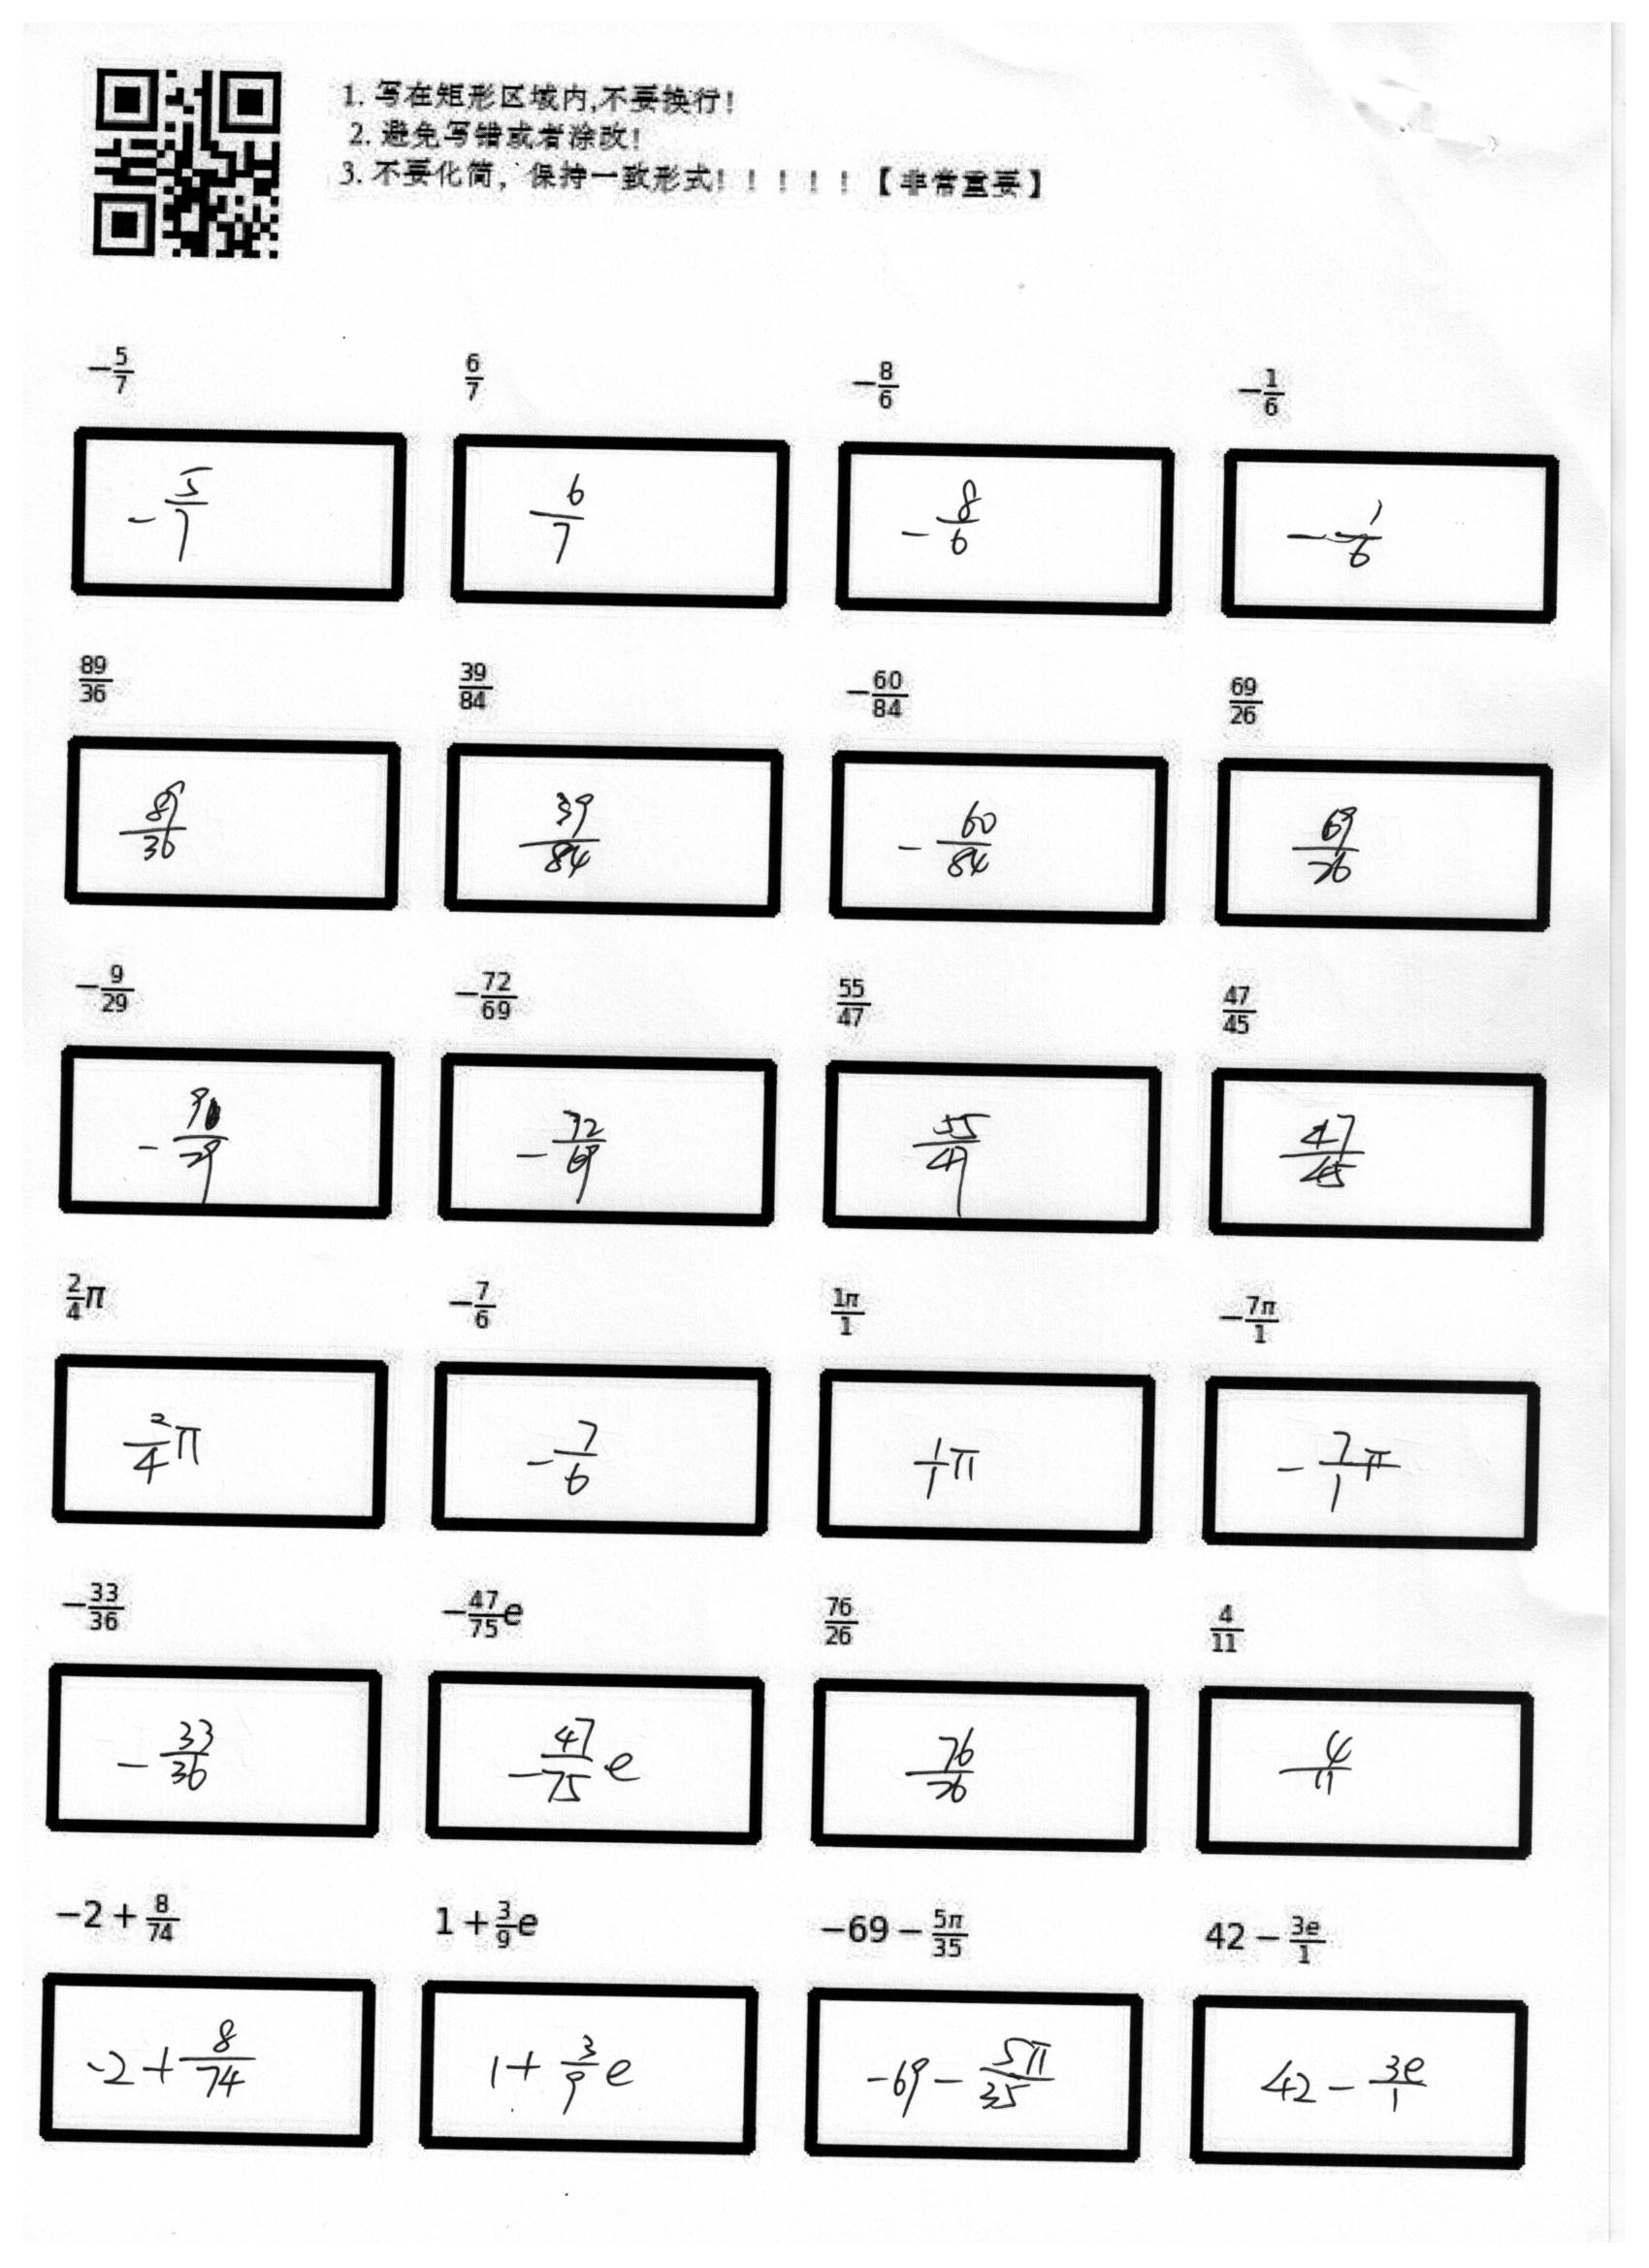 1. 写在矩形区域内,不要换行!
2. 避免写错或者涂改!
3. 不要化简，保持一致形式! ! ! ! ! 【非常重要】
-5/7 6/7 -8/6 -1/6
-5/7 6/7 -8/6 -1/6
89/36 39/84 -60/84 69/26
89/36 39/84 -60/84 69/26
-9/29 -72/69 55/47 47/45
-9/29 -72/69 55/47 47/45
2/4π -7/6 1π/1 -7π/1
2/4π -7/6 1/1π -7/1π
-33/36 -47/75e 76/26 4/11
-33/36 -47/75e 76/26 4/11
-2+8/74 1+3/9e -69-5π/35 42-3e/1
-2+8/74 1+3/9e -69-5π/35 42-3e/1